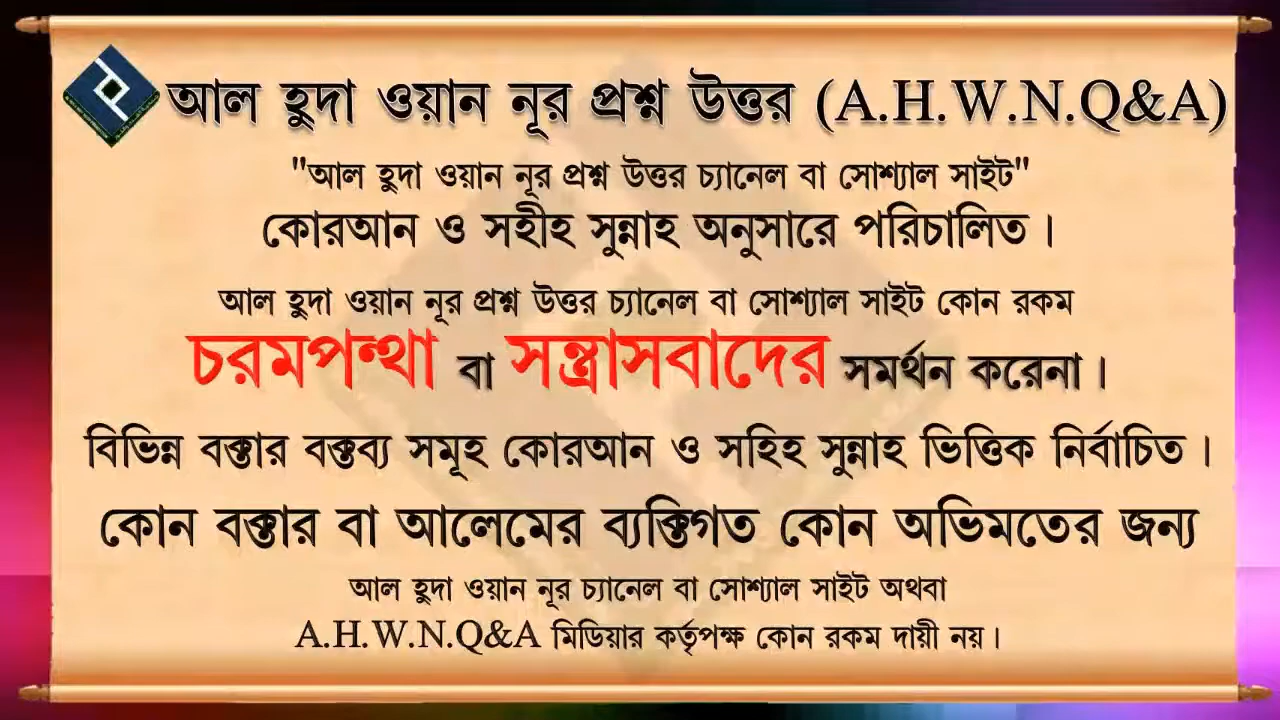 আল হুদা ওয়ান নূর প্রশ্ন উত্তর (A.H.W.N.Q&A)
"আল হুদা ওয়ান নূর প্রশ্ন উত্তর চ্যানেল বা সোশ্যাল সাইট"
কোরআন ও সহীহ সুন্নাহ অনুসারে পরিচালিত।
আল হুদা ওয়ান নূর প্রশ্ন উত্তর চ্যানেল বা সোশ্যাল সাইট কোন রকম
চরমপন্থা বা সন্ত্রাসবাদের সমর্থন করেনা।
বিভিন্ন বক্তার বক্তব্য সমূহ কোরআন ও সহিহ সুন্নাহ ভিত্তিক নির্বাচিত।
কোন বক্তার বা আলেমের ব্যক্তিগত কোন অভিমতের জন্য
আল হুদা ওয়ান নূর চ্যানেল বা সোশ্যাল সাইট অথবা
A.H.W.N.Q&A মিডিয়ার কর্তৃপক্ষ কোন রকম দায়ী নয়।